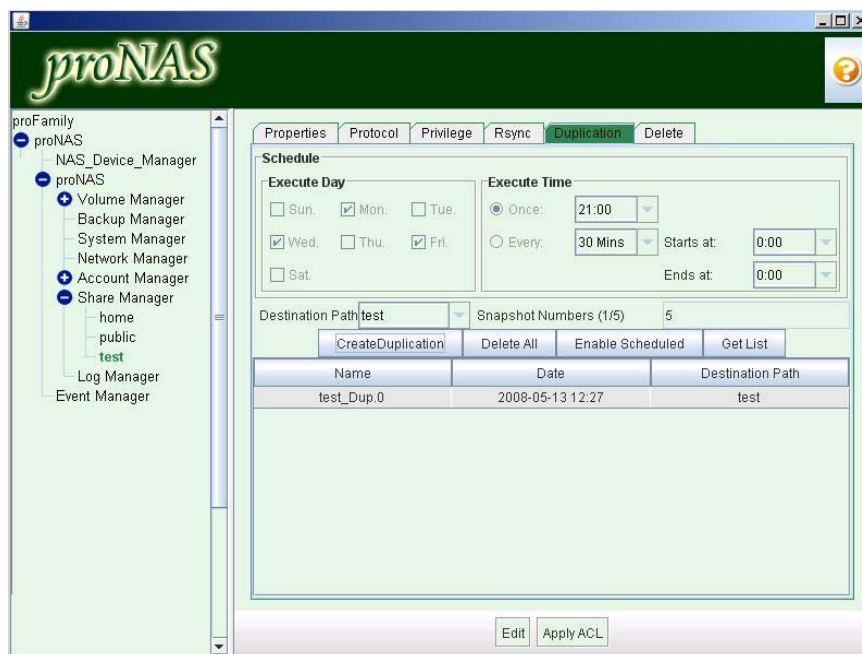 proNAS
proFamily
proNAS
NAS_Device_Manager
proNAS
Volume Manager
Backup Manager
System Manager
Network Manager
Account Manager
Share Manager
home
public
test
Log Manager
Event Manager
Properties Protocol Privilege Rsync Duplication Delete
Schedule
Execute Day Execute Time
Sun. Mon. Tue. Once: 21:00
Wed. Thu. Fri. Every: 30 Mins Starts at: 0:00
Sat. Ends at: 0:00
Destination Path test Snapshot Numbers (1/5) 5
CreateDuplication Delete All Enable Scheduled Get List
Name Date Destination Path
test_Dup.0 2008-05-13 12:27 test
Edit Apply ACL